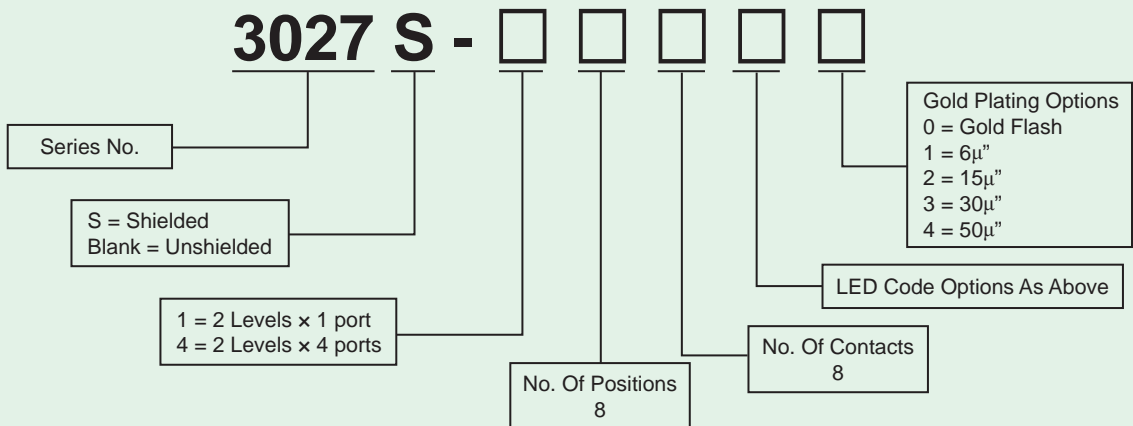 3027 S - □ □ □ □ □
Series No.
S = Shielded
Blank = Unshielded
1 = 2 Levels × 1 port
4 = 2 Levels × 4 ports
No. Of Positions
8
No. Of Contacts
8
LED Code Options As Above
Gold Plating Options
0 = Gold Flash
1 = 6μ”
2 = 15μ”
3 = 30μ”
4 = 50μ”